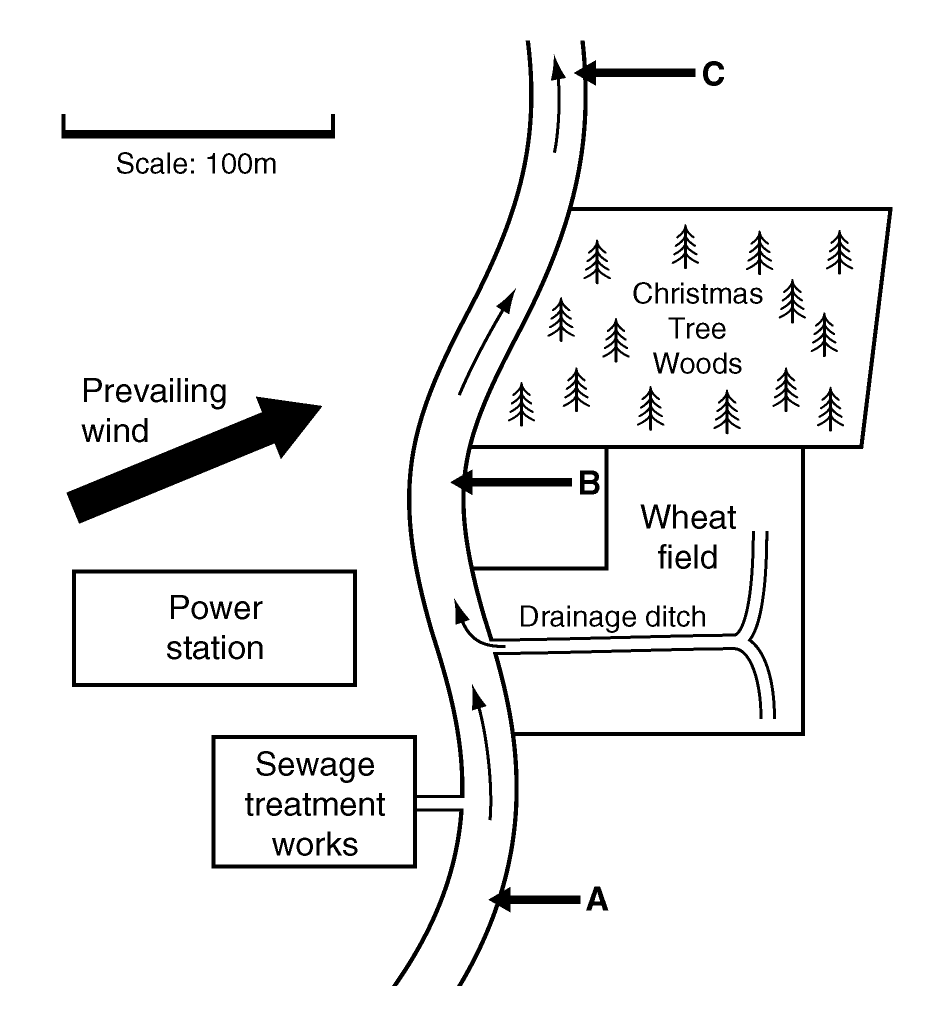 C
Scale: 100m
Christmas
Tree
Woods
Prevailing
wind
B
Wheat
field
Power
station
Drainage ditch
Sewage
treatment
works
A